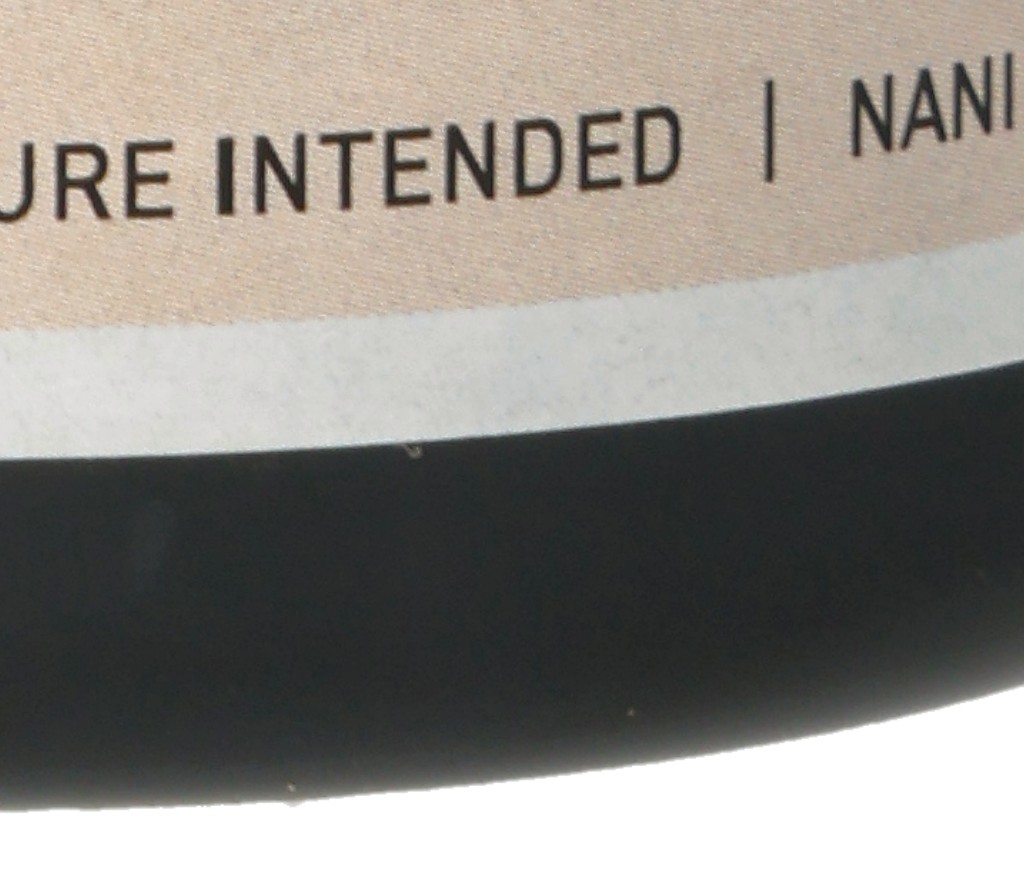 URE INTENDED | NANI